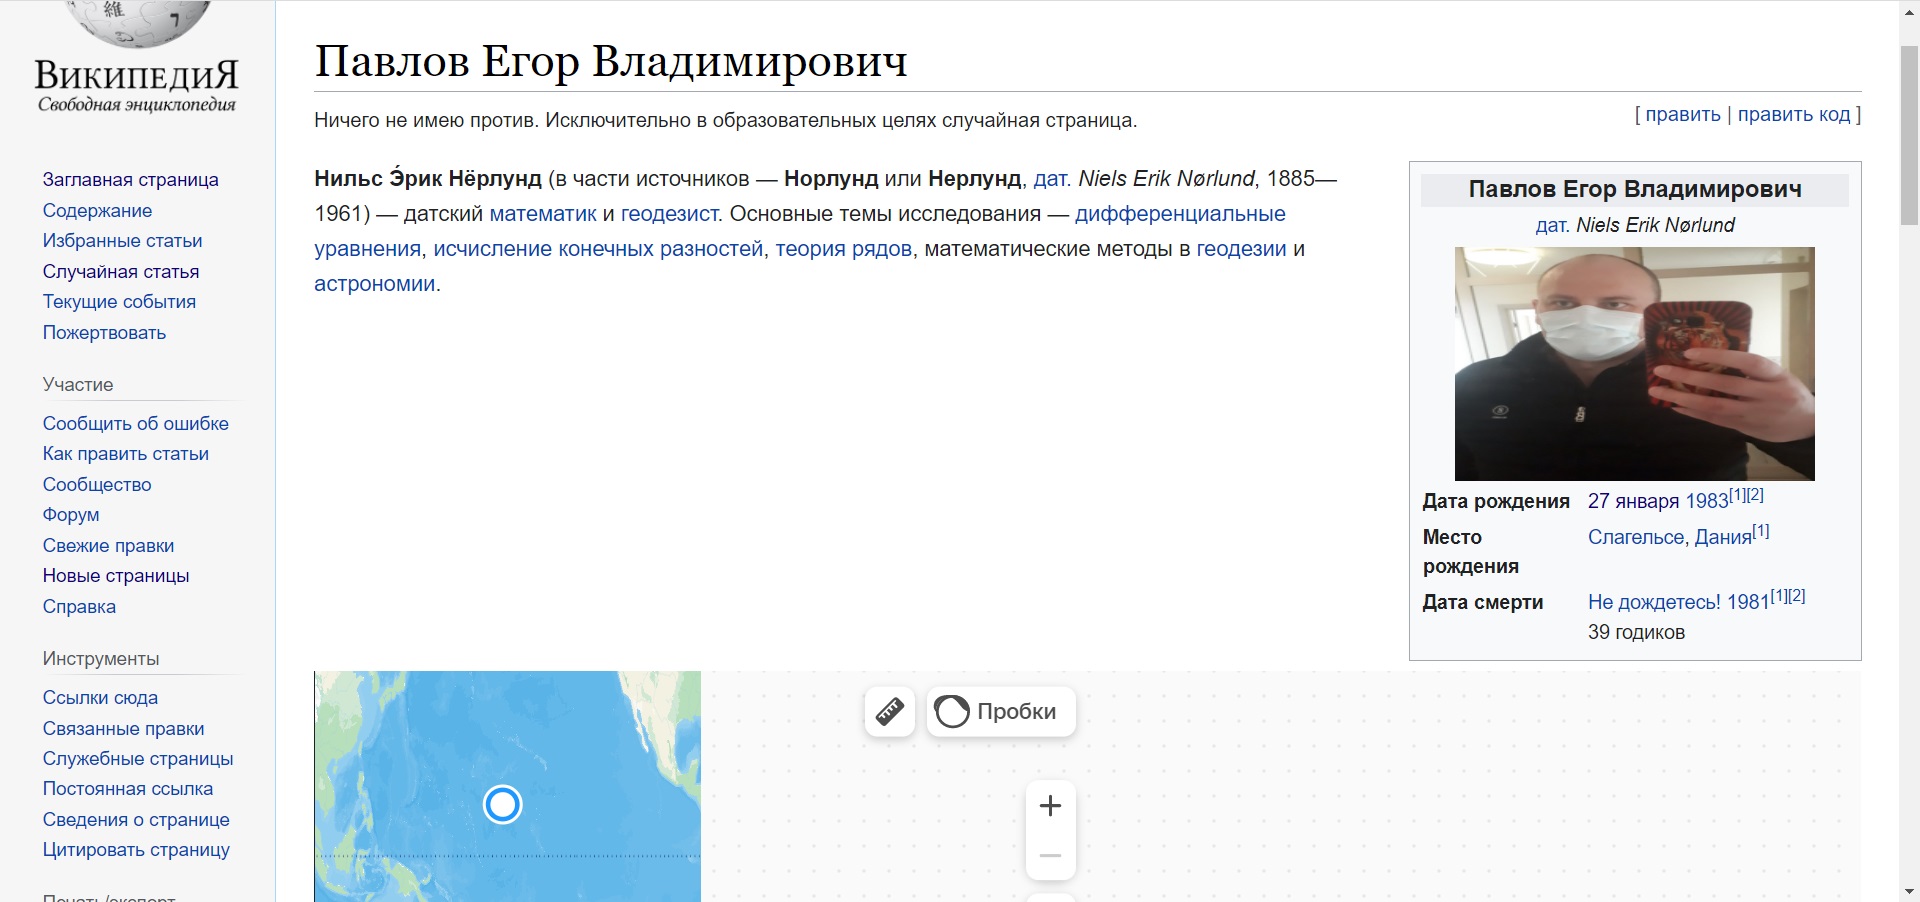 ВикипедиЯ
Свободная энциклопедия
Заглавная страница
Содержание
Избранные статьи
Случайная статья
Текущие события
Пожертвовать
Участие
Сообщить об ошибке
Как править статьи
Сообщество
Форум
Свежие правки
Новые страницы
Справка
Инструменты
Ссылки сюда
Связанные правки
Служебные страницы
Постоянная ссылка
Сведения о странице
Цитировать страницу
Печать/экспорт
Павлов Егор Владимирович
[ править | править код ]
Ничего не имею против. Исключительно в образовательных целях случайная страница.
Нильс Э́рик Нёрлунд (в части источников — Норлунд или Нерлунд, дат. Niels Erik Nørlund, 1885—
1961) — датский математик и геодезист. Основные темы исследования — дифференциальные
уравнения, исчисление конечных разностей, теория рядов, математические методы в геодезии и
астрономии.
Павлов Егор Владимирович
дат. Niels Erik Nørlund
Дата рождения 27 января 1983[1][2]
Место рождения Слагельсе, Дания[1]
Дата смерти Не дождетесь! 1981[1][2]
39 годиков
Пробки